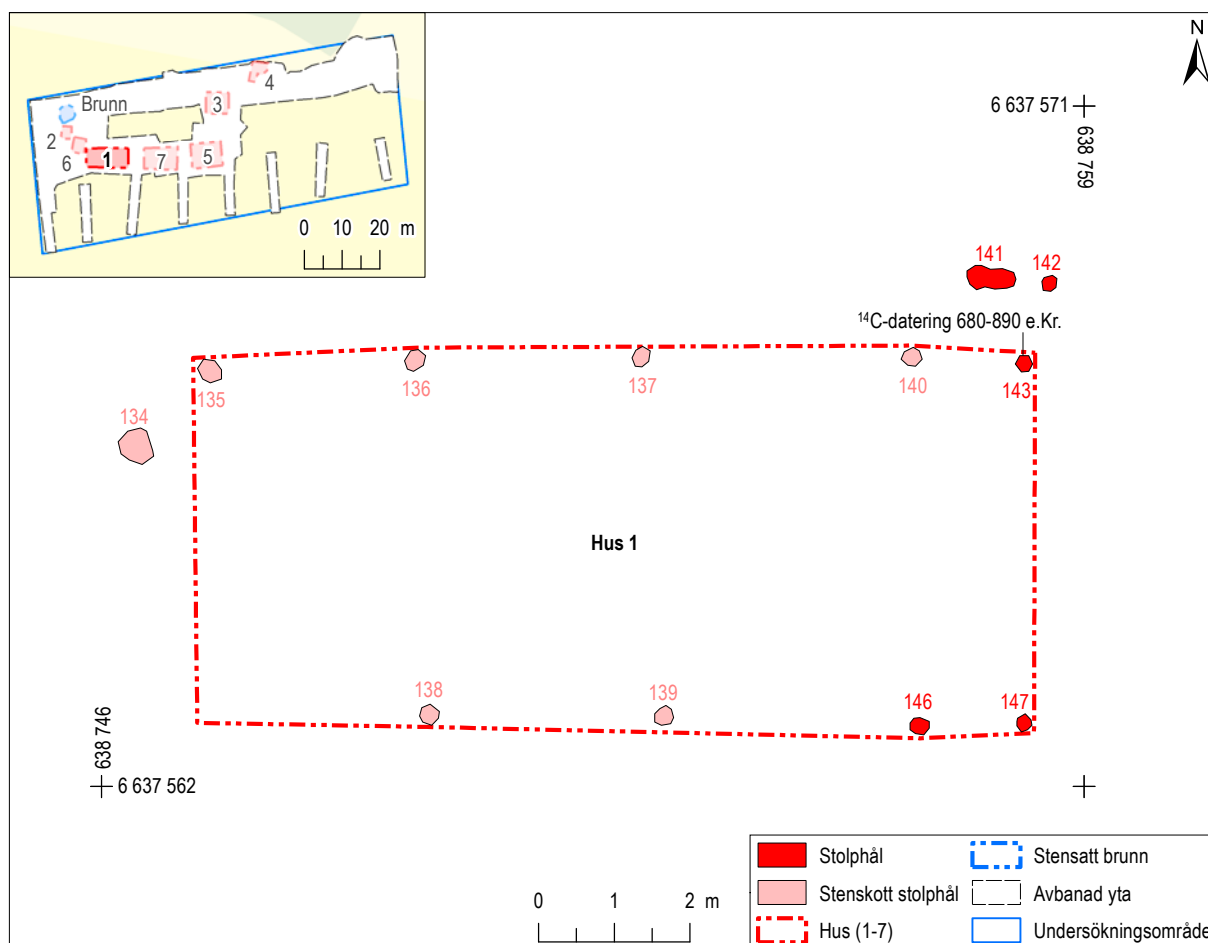 Brunn
4
3
2
6
1
7
5
0 10 20 m
N
6 637 571
638 759
141
142
¹⁴C-datering 680-890 e.Kr.
135
136
137
140
143
134
Hus 1
138
139
146
147
638 746
6 637 562
0 1 2 m
Stolphål
Stenskott stolphål
Hus (1-7)
Stensatt brunn
Avbanad yta
Undersökningsområde